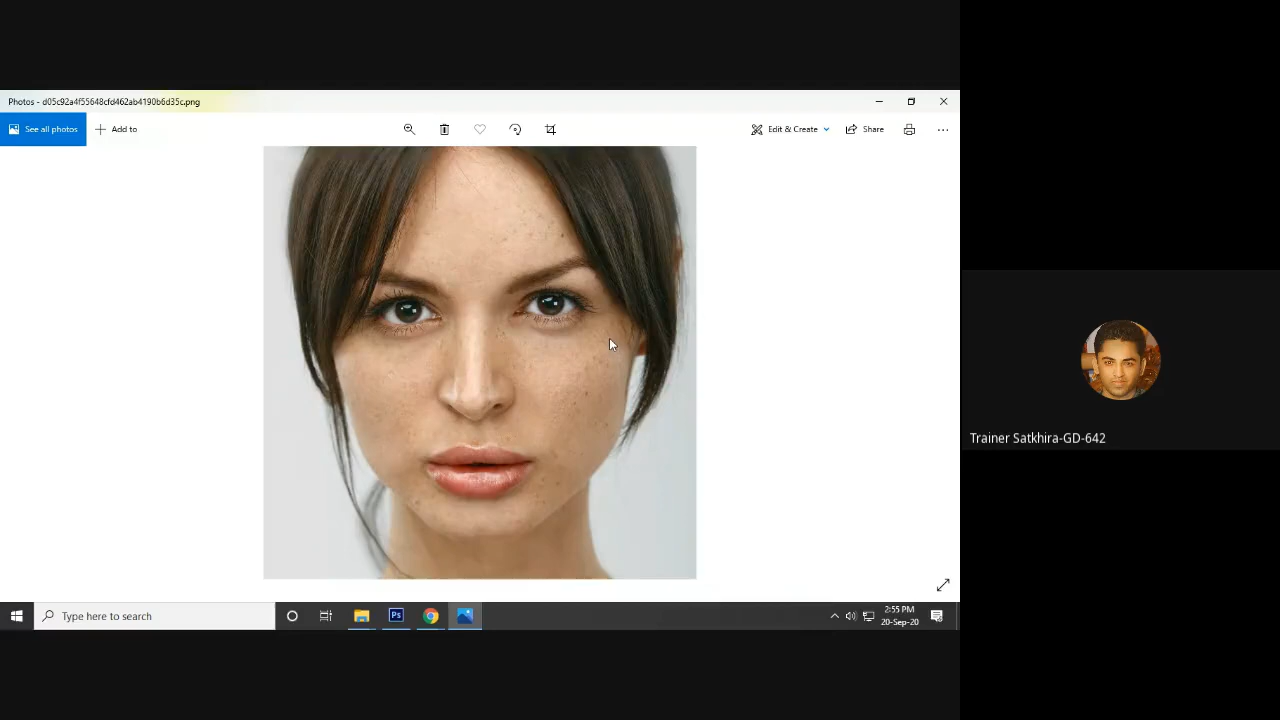 Photos - d05c92a4f55648cfd462ab4190b6d35c.png
See all photos
Add to
Edit & Create
Share
Trainer Satkhira-GD-642
Type here to search
Ps
2:55 PM
20-Sep-20